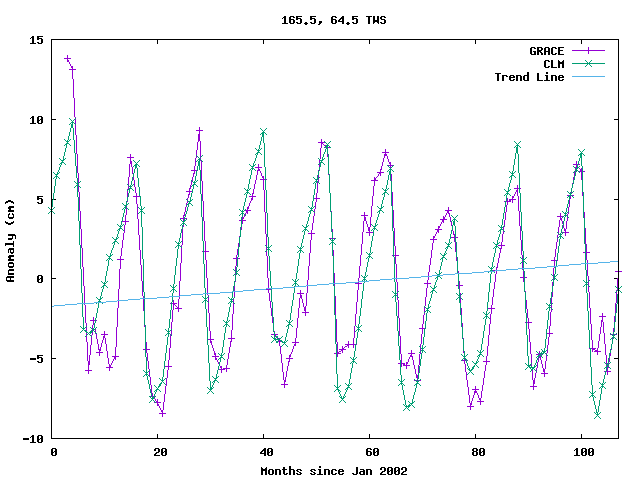 165.5, 64.5 TWS
GRACE
CLM
Trend Line
Anomaly (cm)
15
10
5
0
-5
-10
0 20 40 60 80 100
Months since Jan 2002